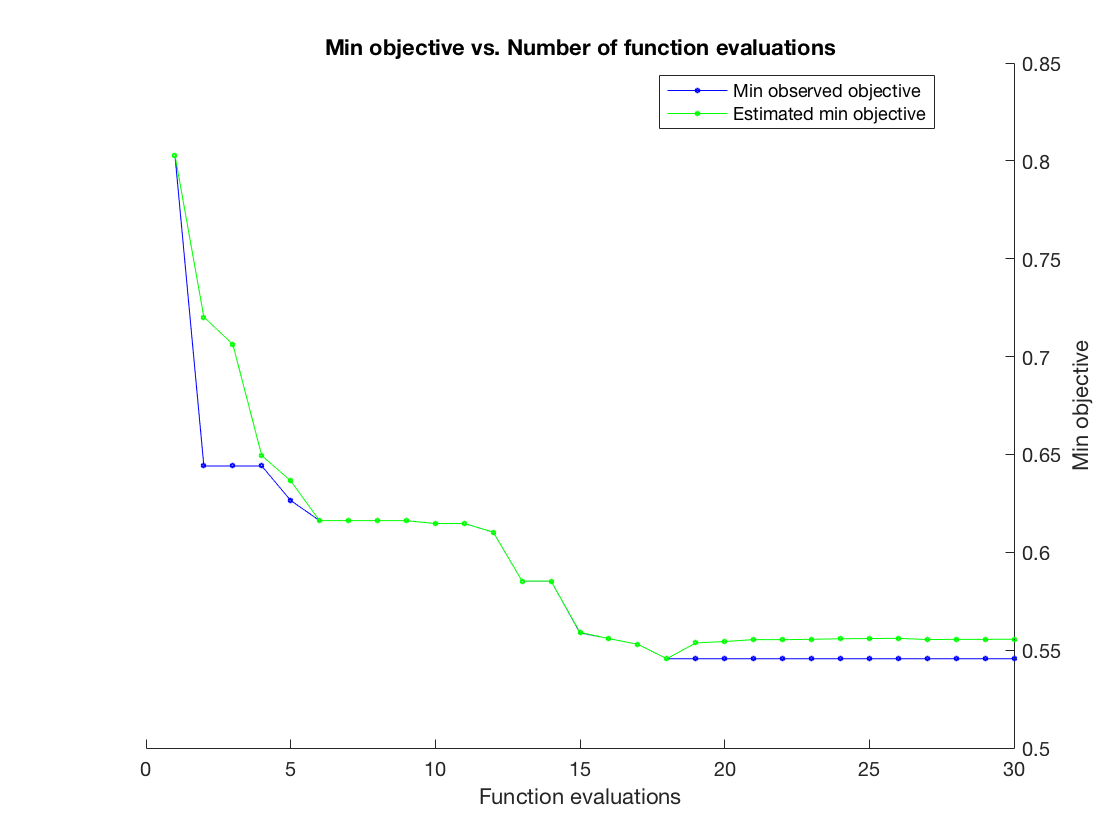 Min objective vs. Number of function evaluations
Min observed objective
Estimated min objective
0.85
0.8
0.75
0.7
0.65
0.6
0.55
0.5
Min objective
0 5 10 15 20 25 30
Function evaluations